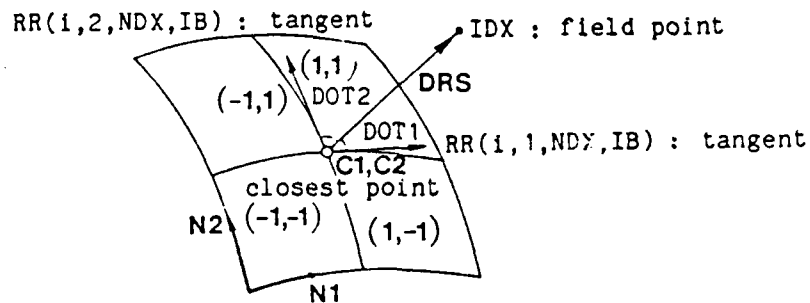 RR(i,2,NDX,IB) : tangent
IDX : field point
(1,1)
(-1,1)
DOT2
DRS
DOT1
RR(i,1,NDX,IB) : tangent
C1,C2
closest point
N2
(-1,-1)
(1,-1)
N1